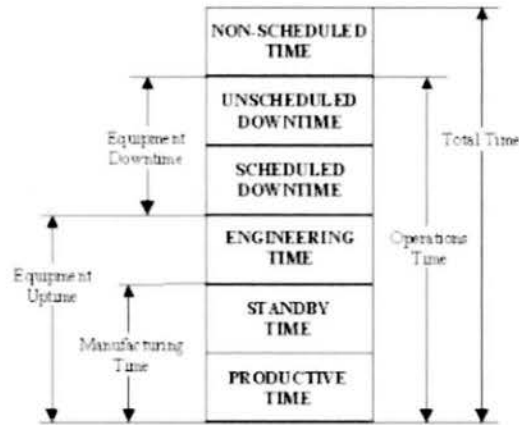 NON-SCHEDULED
TIME
UNSCHEDULED
DOWNTIME
Equipment
Downtime
Total Time
SCHEDULED
DOWNTIME
ENGINEERING
TIME
Operations
Time
Equipment
Uptime
STANDBY
TIME
Manufacturing
Time
PRODUCTIVE
TIME